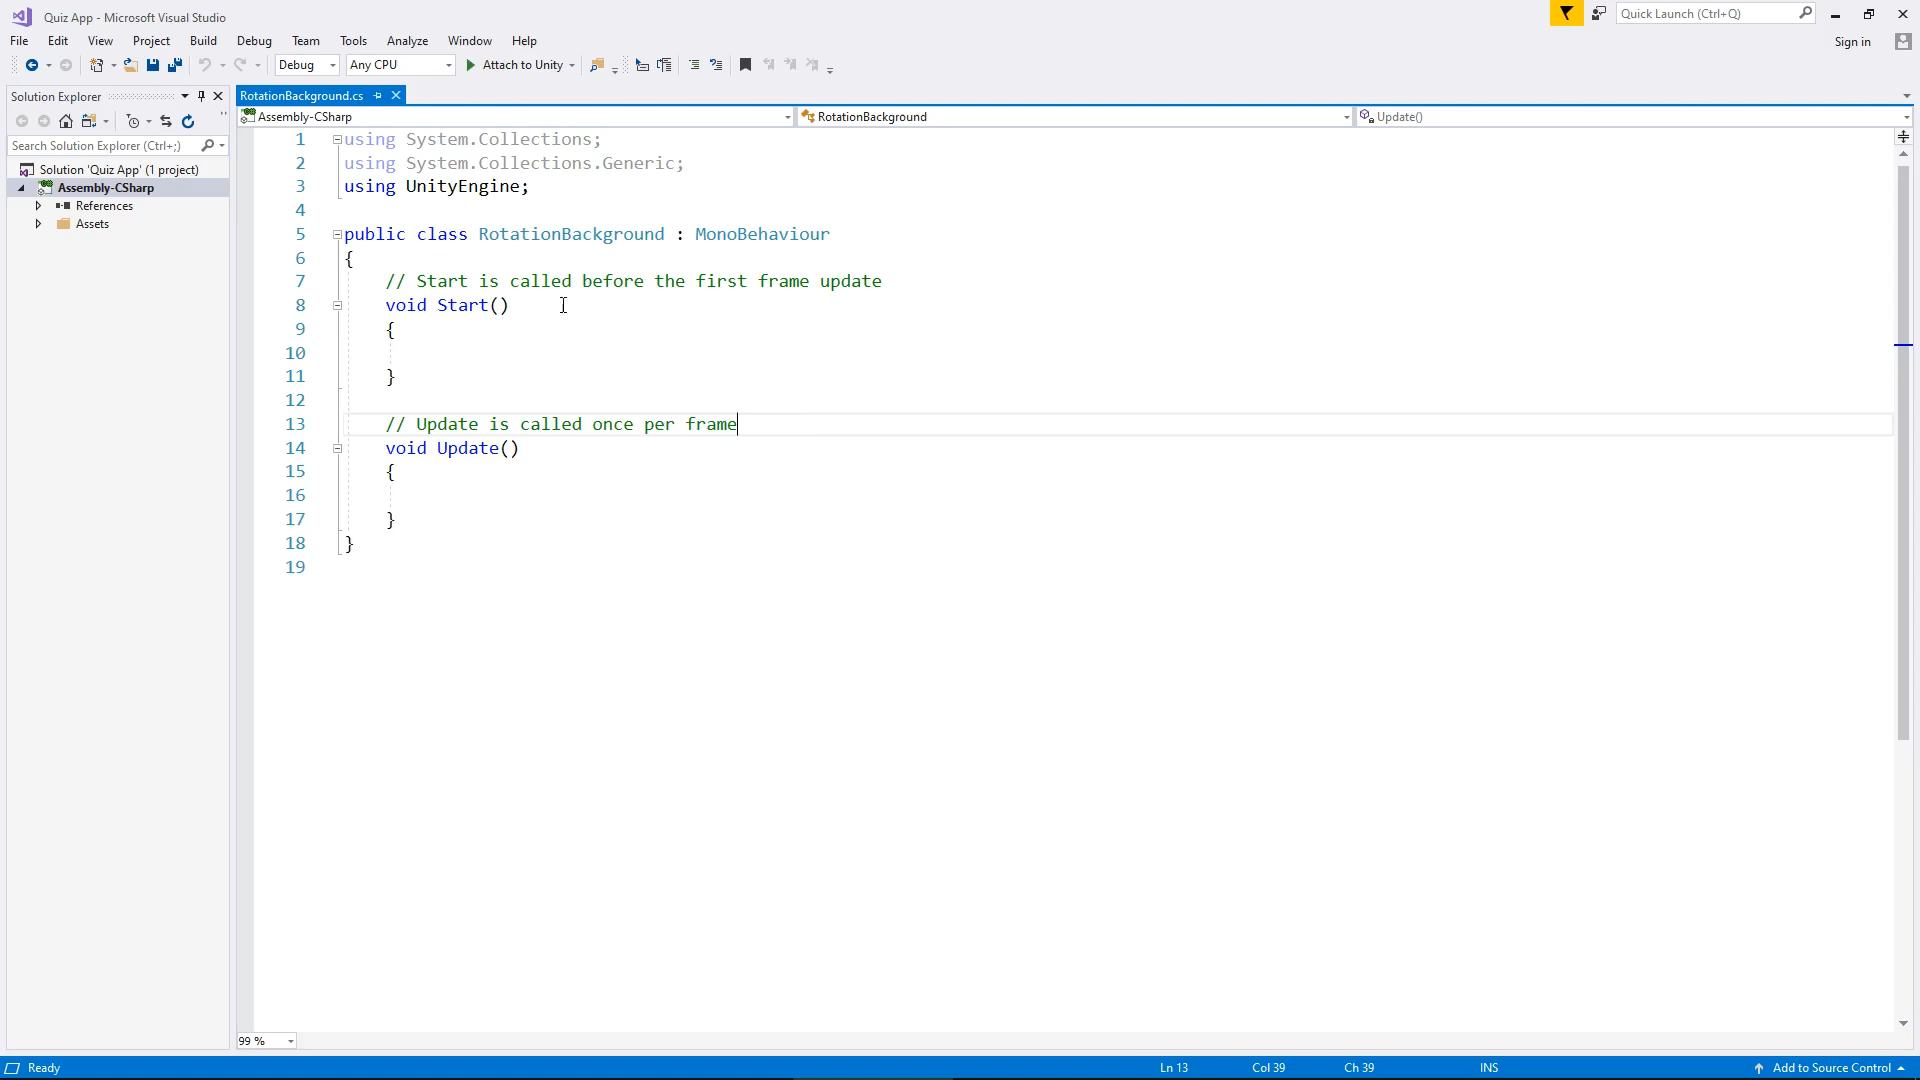 Quiz App - Microsoft Visual Studio
Quick Launch (Ctrl+Q)
File Edit View Project Build Debug Team Tools Analyze Window Help
Sign in
Debug Any CPU Attach to Unity
Solution Explorer
RotationBackground.cs
Assembly-CSharp RotationBackground Update()
Search Solution Explorer (Ctrl+;)
Solution 'Quiz App' (1 project)
Assembly-CSharp
References
Assets
1 using System.Collections;
2 using System.Collections.Generic;
3 using UnityEngine;
4
5 public class RotationBackground : MonoBehaviour
6 {
7 // Start is called before the first frame update
8 void Start()
9 {
10
11 }
12
13 // Update is called once per frame
14 void Update()
15 {
16
17 }
18 }
19
99 %
Ready Ln 13 Col 39 Ch 39 INS Add to Source Control